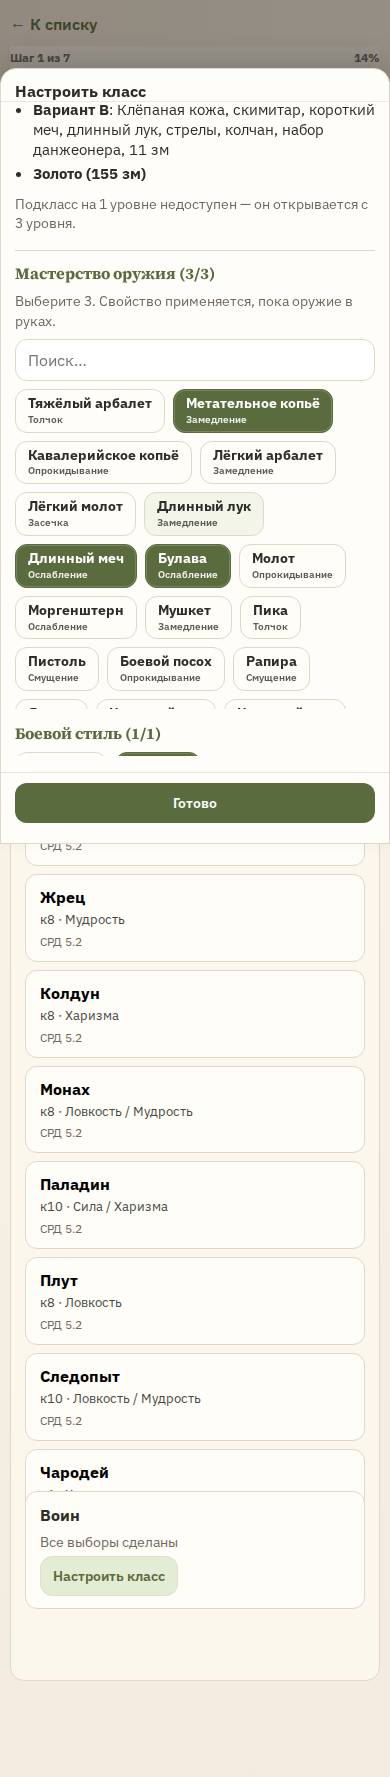 ← К списку
Шаг 1 из 7 14%
Настроить класс
• Вариант B: Клёпаная кожа, скимитар, короткий
меч, длинный лук, стрелы, колчан, набор
данжеонера, 11 зм
• Золото (155 зм)
Подкласс на 1 уровне недоступен — он открывается с
3 уровня.
Мастерство оружия (3/3)
Выберите 3. Свойство применяется, пока оружие в
руках.
Поиск…
Тяжёлый арбалет Метательное копьё
Толчок Замедление
Кавалерийское копьё Лёгкий арбалет
Опрокидывание Замедление
Лёгкий молот Длинный лук
Засечка Замедление
Длинный меч Булава Молот
Ослабление Ослабление Опрокидывание
Моргенштерн Мушкет Пика
Ослабление Замедление Толчок
Пистоль Боевой посох Рапира
Смущение Опрокидывание Смущение
Боевой стиль (1/1)
Готово
СРД 5.2
Жрец
к8 · Мудрость
СРД 5.2
Колдун
к8 · Харизма
СРД 5.2
Монах
к8 · Ловкость / Мудрость
СРД 5.2
Паладин
к10 · Сила / Харизма
СРД 5.2
Плут
к8 · Ловкость
СРД 5.2
Следопыт
к10 · Ловкость / Мудрость
СРД 5.2
Чародей
Воин
Все выборы сделаны
Настроить класс